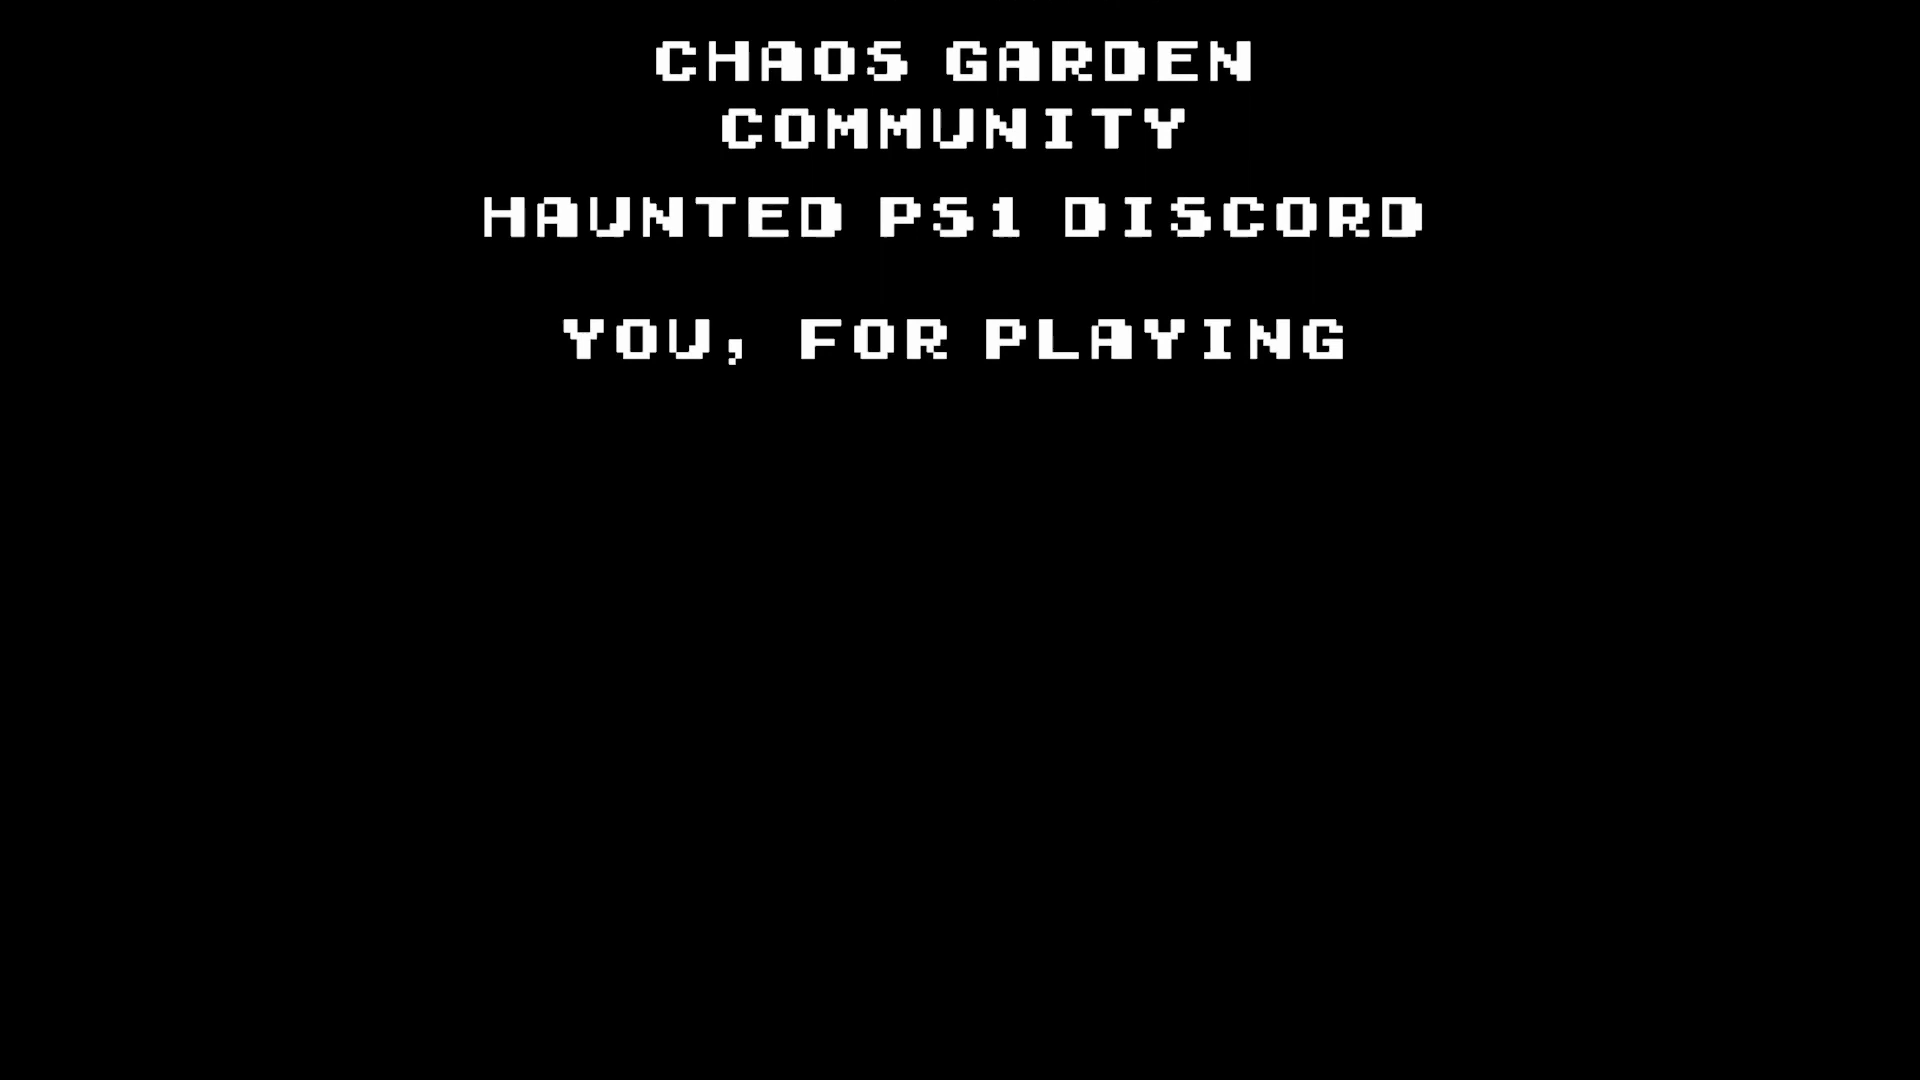 CHAOS GARDEN
COMMUNITY
HAUNTED PS1 DISCORD
YOU, FOR PLAYING